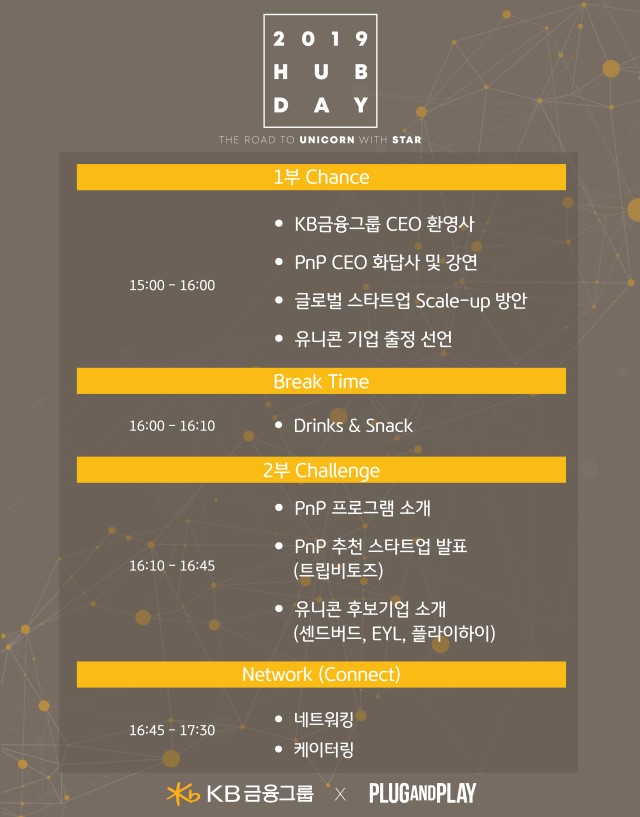 2019
HUB
DAY
THE ROAD TO UNICORN WITH STAR
1부 Chance
15:00 - 16:00
• KB금융그룹 CEO 환영사
• PnP CEO 화답사 및 강연
• 글로벌 스타트업 Scale-up 방안
• 유니콘 기업 출정 선언
Break Time
16:00 - 16:10
• Drinks & Snack
2부 Challenge
16:10 - 16:45
• PnP 프로그램 소개
• PnP 추천 스타트업 발표
(트립비토즈)
• 유니콘 후보기업 소개
(센드버드, EYL, 플라이하이)
Network (Connect)
16:45 - 17:30
• 네트워킹
• 케이터링
KB금융그룹 X PLUGANDPLAY